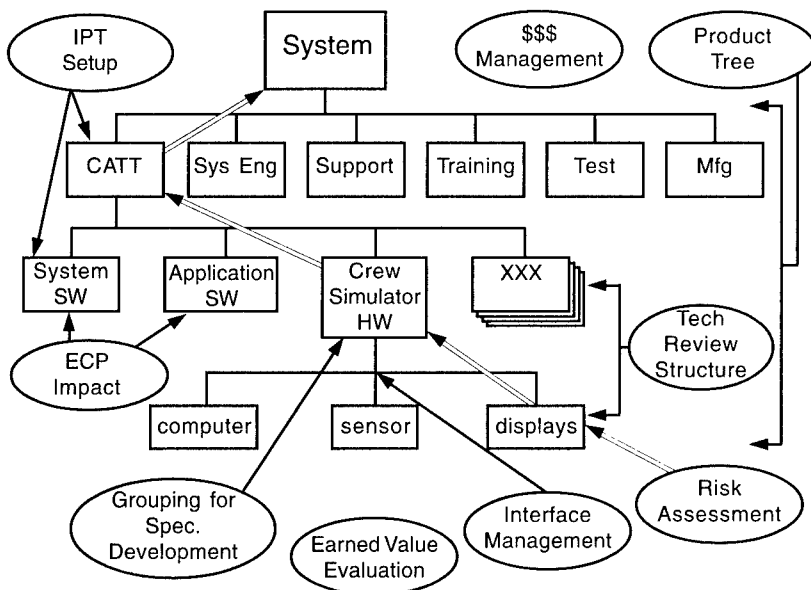 IPT
Setup
System
$$$
Management
Product
Tree
CATT
Sys Eng
Support
Training
Test
Mfg
System
SW
Application
SW
Crew
Simulator
HW
XXX
Tech
Review
Structure
ECP
Impact
computer
sensor
displays
Grouping for
Spec.
Development
Earned Value
Evaluation
Interface
Management
Risk
Assessment